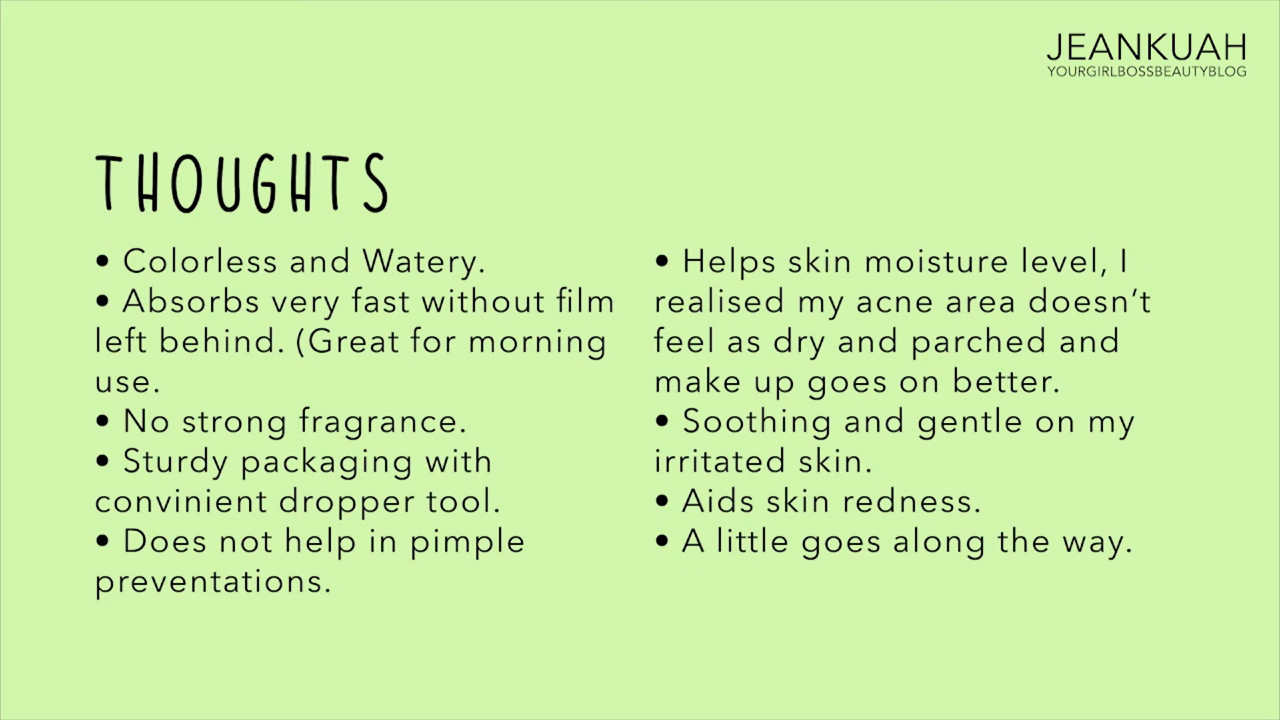 JEANKUAH
YOURGIRLBOSSBEAUTYBLOG
THOUGHTS
• Colorless and Watery.
• Absorbs very fast without film
left behind. (Great for morning
use.
• No strong fragrance.
• Sturdy packaging with
convinient dropper tool.
• Does not help in pimple
preventations.
• Helps skin moisture level, I
realised my acne area doesn’t
feel as dry and parched and
make up goes on better.
• Soothing and gentle on my
irritated skin.
• Aids skin redness.
• A little goes along the way.